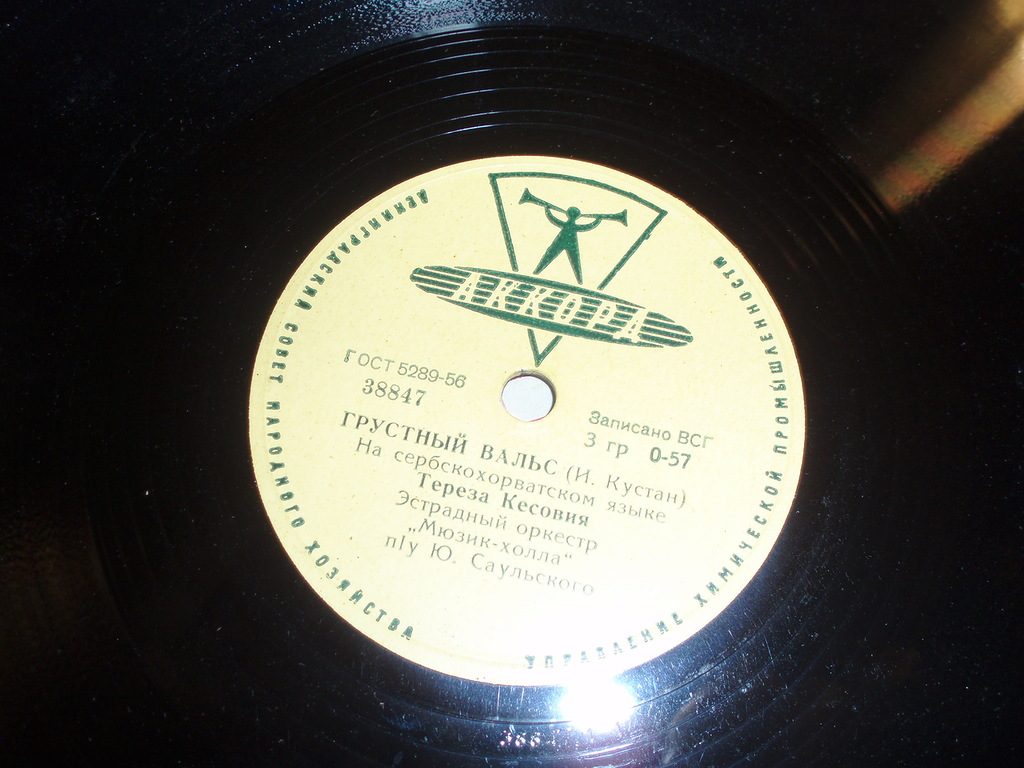 ЛЕНИНГРАДСКИЙ СОВЕТ НАРОДНОГО ХОЗЯЙСТВА
УПРАВЛЕНИЕ ХИМИЧЕСКОЙ ПРОМЫШЛЕННОСТИ
АККОРД
ГОСТ 5289-56
38847
Записано ВСГ
3 гр 0-57
ГРУСТНЫЙ ВАЛЬС (И. Кустан)
На сербскохорватском языке
Тереза Кесовия
Эстрадный оркестр
„Мюзик-холла“
п/у Ю. Саульского